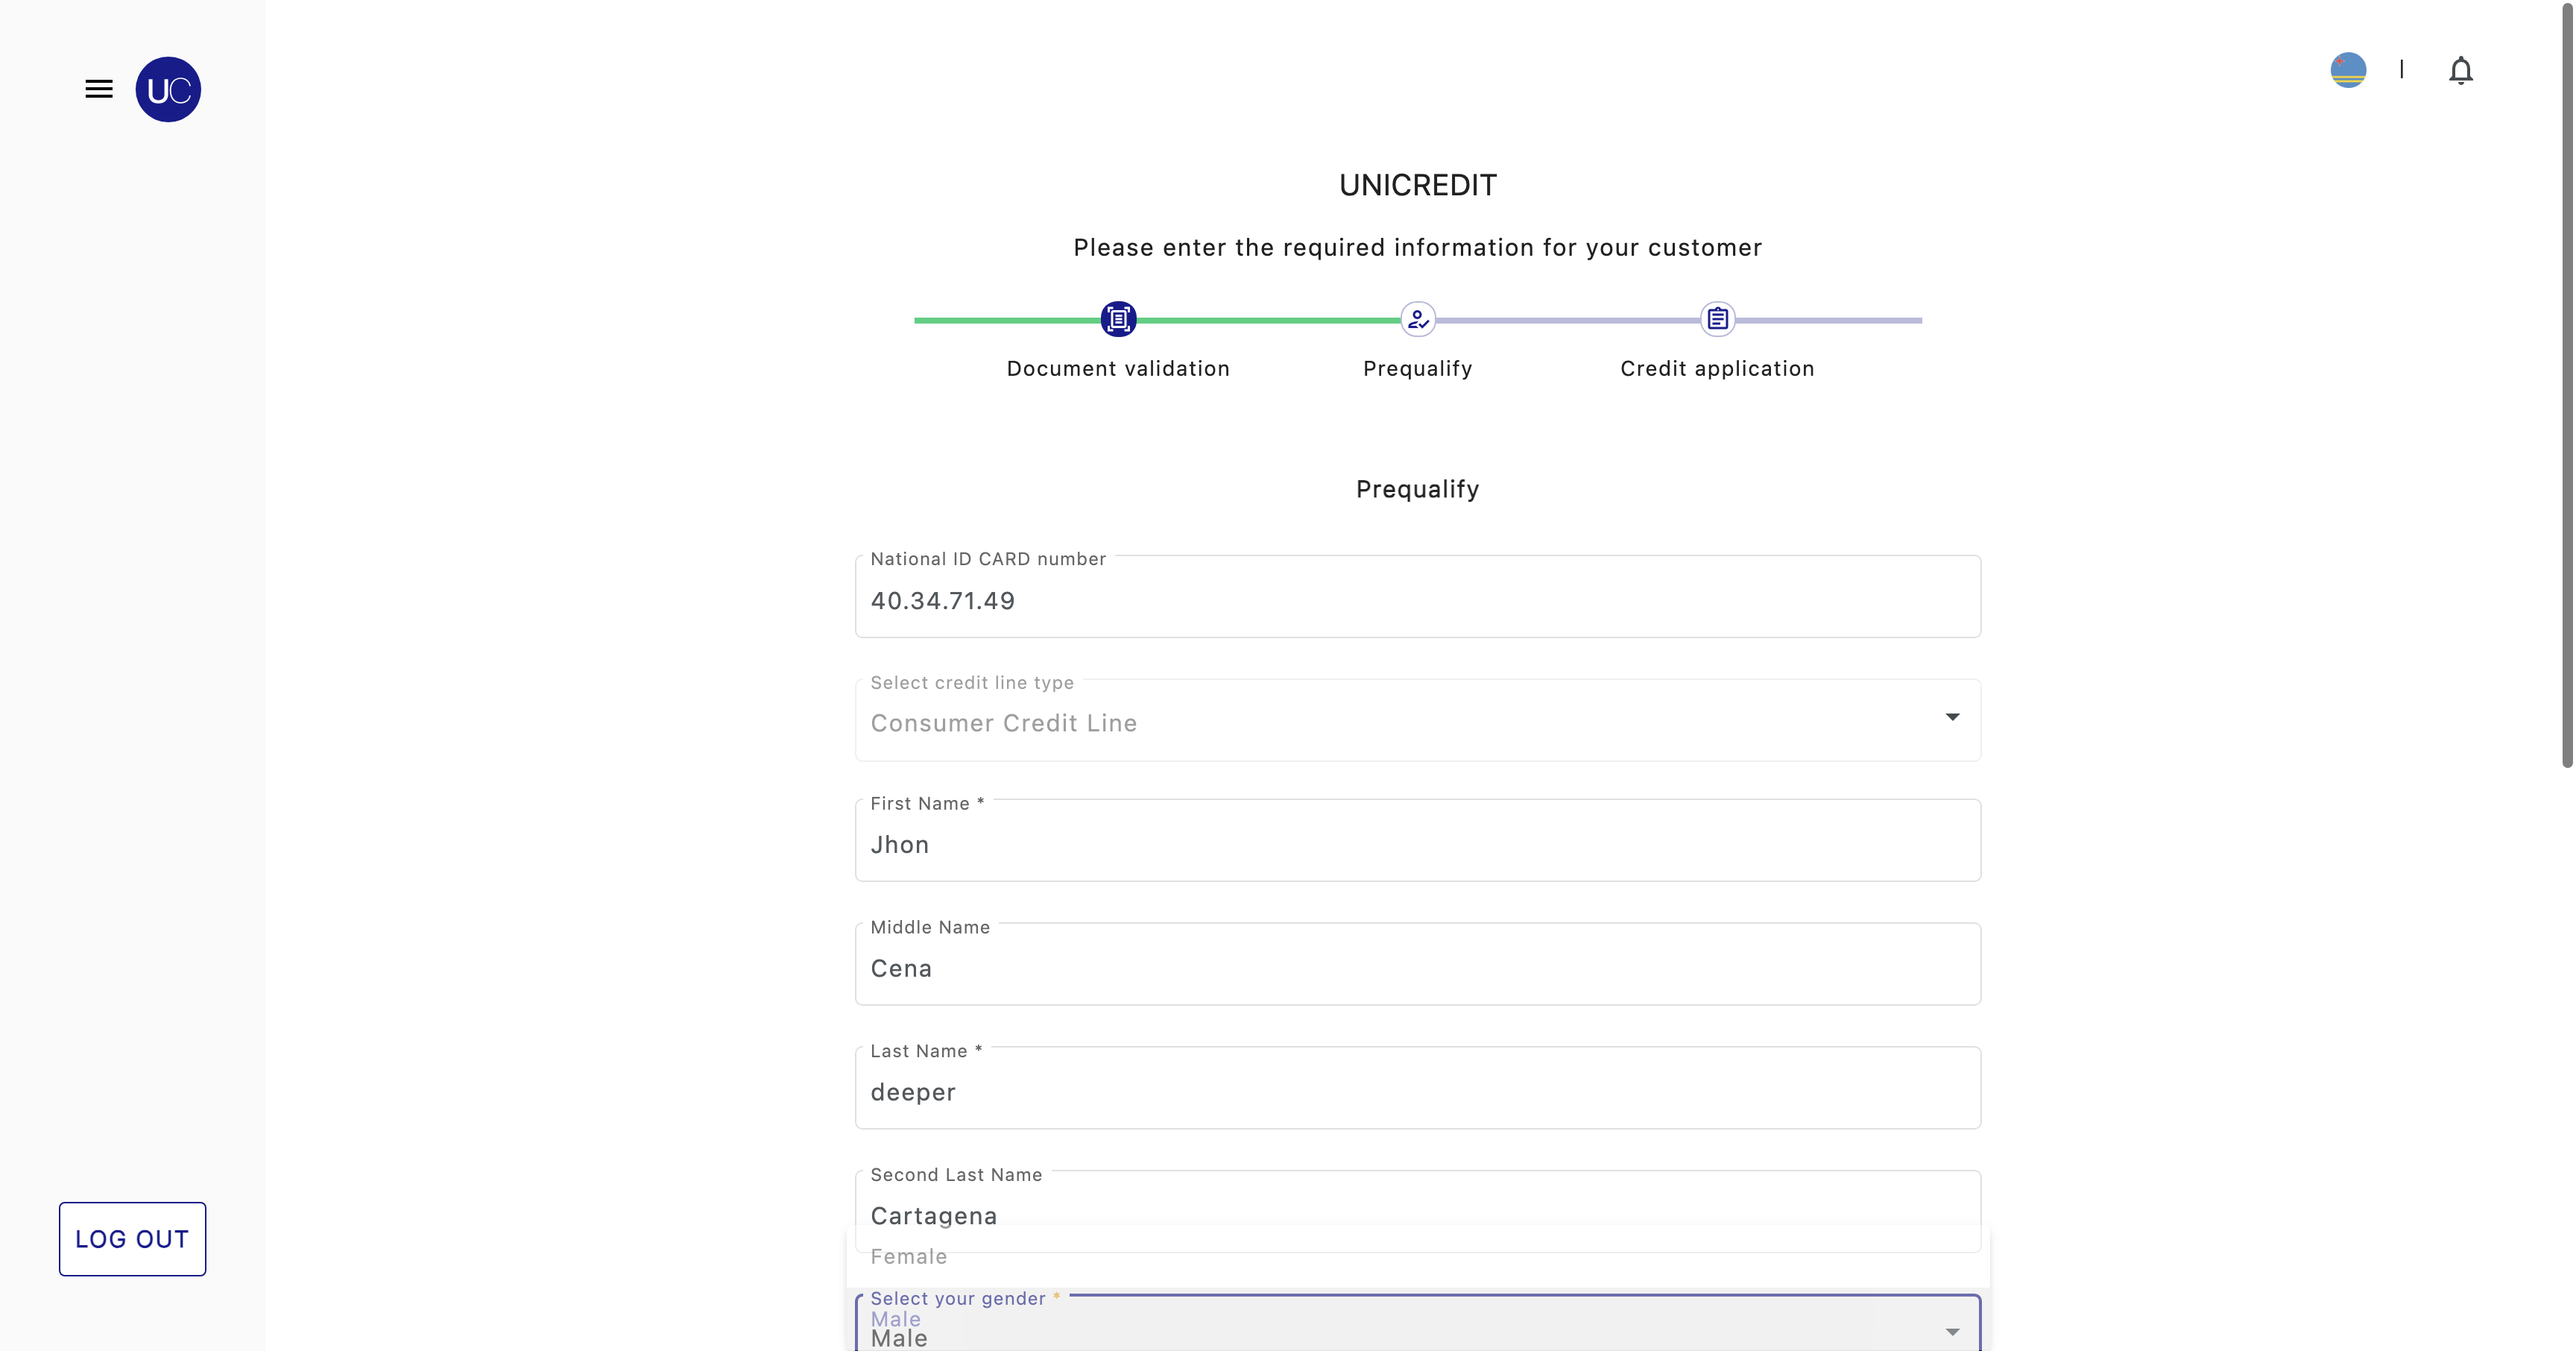 UC
UNICREDIT
Please enter the required information for your customer
Document validation
Prequalify
Credit application
Prequalify
National ID CARD number
40.34.71.49
Select credit line type
Consumer Credit Line
First Name *
Jhon
Middle Name
Cena
Last Name *
deeper
Second Last Name
Cartagena
Female
Select your gender *
Male
Male
LOG OUT